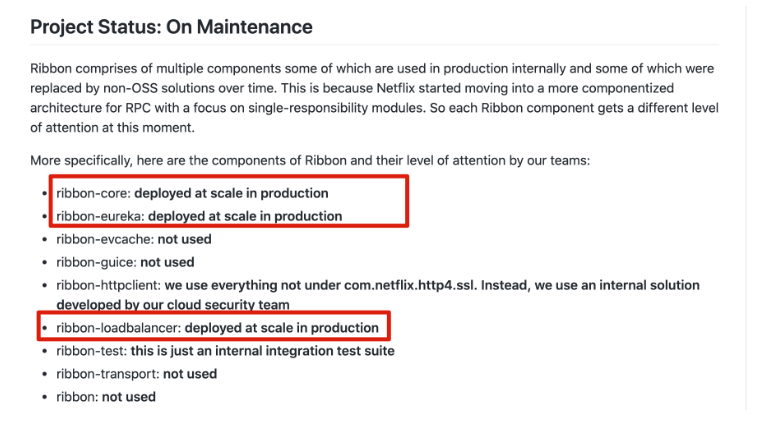 Project Status: On Maintenance
Ribbon comprises of multiple components some of which are used in production internally and some of which were
replaced by non-OSS solutions over time. This is because Netflix started moving into a more componentized
architecture for RPC with a focus on single-responsibility modules. So each Ribbon component gets a different level
of attention at this moment.
More specifically, here are the components of Ribbon and their level of attention by our teams:
• ribbon-core: deployed at scale in production
• ribbon-eureka: deployed at scale in production
• ribbon-evcache: not used
• ribbon-guice: not used
• ribbon-httpclient: we use everything not under com.netflix.http4.ssl. Instead, we use an internal solution
developed by our cloud security team
• ribbon-loadbalancer: deployed at scale in production
• ribbon-test: this is just an internal integration test suite
• ribbon-transport: not used
• ribbon: not used